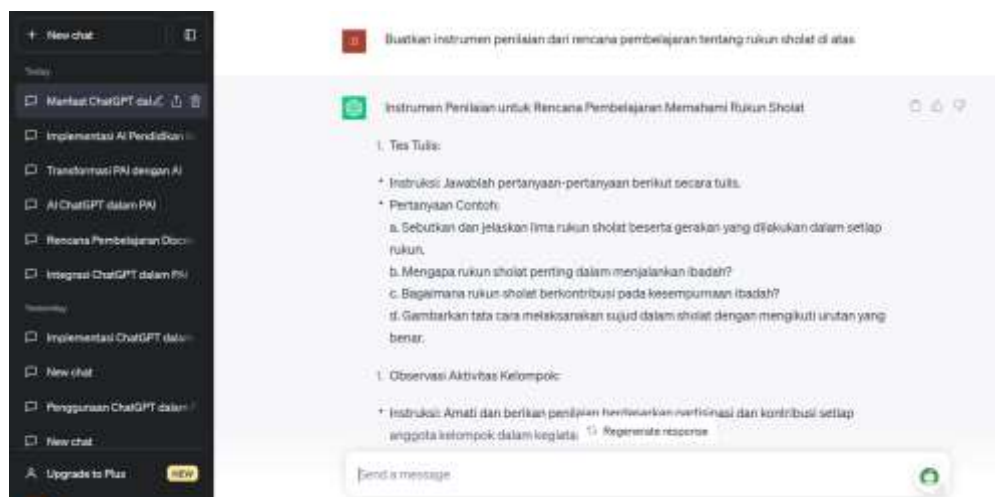 New chat
Today
Manfaat ChatGPT dal
Implementasi AI Pendidikan
Transformasi PAI dengan AI
AI ChatGPT dalam PAI
Rencana Pembelajaran
Integrasi ChatGPT dalam PAI
Yesterday
Implementasi ChatGPT dalam
New chat
Penggunaan ChatGPT dalam
New chat
Upgrade to Plus NEW
Buatkan instrumen penilaian dari rencana pembelajaran tentang rukun sholat di atas
Instrumen Penilaian untuk Rencana Pembelajaran Memahami Rukun Sholat
1. Tes Tulis:
* Instruksi: Jawablah pertanyaan-pertanyaan berikut secara tulis.
* Pertanyaan Contoh:
a. Sebutkan dan jelaskan lima rukun sholat beserta gerakan yang dilakukan dalam setiap
rukun.
b. Mengapa rukun sholat penting dalam menjalankan ibadah?
c. Bagaimana rukun sholat berkontribusi pada kesempurnaan ibadah?
d. Gambarkan tata cara melaksanakan sujud dalam sholat dengan mengikuti urutan yang
benar.
1. Observasi Aktivitas Kelompok:
* Instruksi: Amati dan berikan penilaian berdasarkan partisipasi dan kontribusi setiap
anggota kelompok dalam kegiata
Regenerate response
Send a message